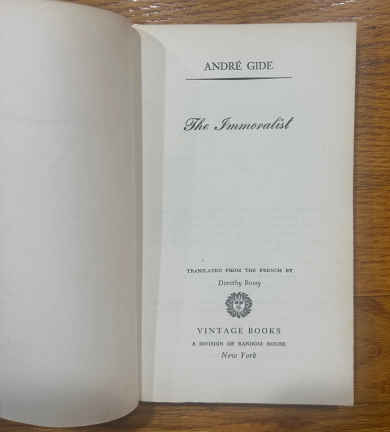 ANDRÉ GIDE
The Immoralist
TRANSLATED FROM THE FRENCH BY
Dorothy Bussy
VINTAGE BOOKS
A DIVISION OF RANDOM HOUSE
New York